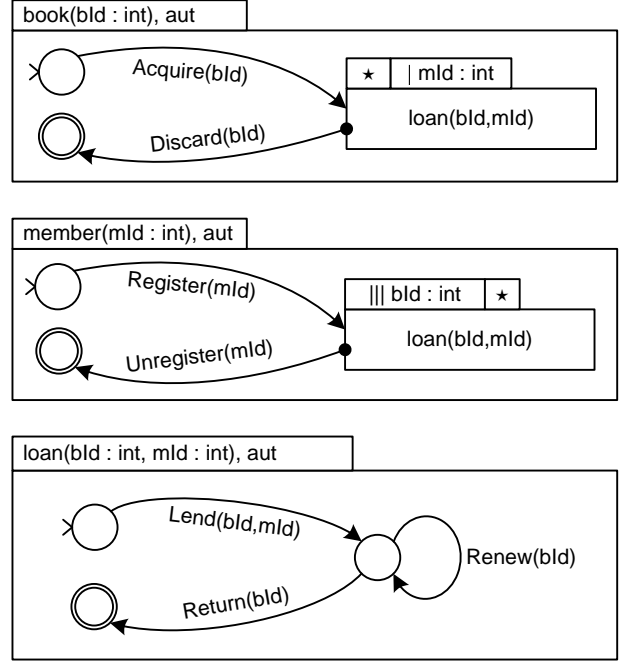 book(bId : int), aut
Acquire(bId)
★ | mId : int
loan(bId,mId)
Discard(bId)
member(mId : int), aut
Register(mId)
||| bId : int ★
loan(bId,mId)
Unregister(mId)
loan(bId : int, mId : int), aut
Lend(bId,mId)
Renew(bId)
Return(bId)